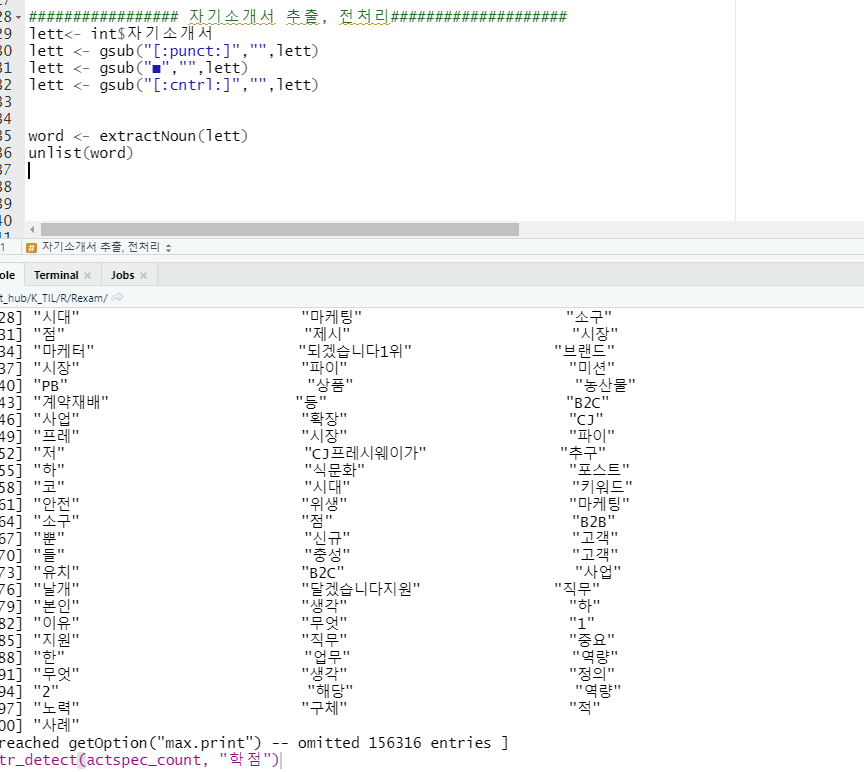 28 ################# 자기소개서 추출, 전처리####################
29 lett<- int$자기소개서
30 lett <- gsub("[:punct:]","",lett)
31 lett <- gsub("■","",lett)
32 lett <- gsub("[:cntrl:]","",lett)
33
34
35 word <- extractNoun(lett)
36 unlist(word)
37
38
39
40
41
1 # 자기소개서 추출, 전처리
ole Terminal × Jobs ×
t_hub/K_TIL/R/Rexam/
28] "시대" "마케팅" "소구"
31] "점" "제시" "시장"
34] "마케터" "되겠습니다1위" "브랜드"
37] "시장" "파이" "미션"
40] "PB" "상품" "농산물"
43] "계약재배" "등" "B2C"
46] "사업" "확장" "CJ"
49] "프레" "시장" "파이"
52] "저" "CJ프레시웨이가" "추구"
55] "하" "식문화" "포스트"
58] "코" "시대" "키워드"
61] "안전" "위생" "마케팅"
64] "소구" "점" "B2B"
67] "뿐" "신규" "고객"
70] "들" "충성" "고객"
73] "유치" "B2C" "사업"
76] "날개" "달겠습니다지원" "직무"
79] "본인" "생각" "하"
82] "이유" "무엇" "1"
85] "지원" "직무" "중요"
88] "한" "업무" "역량"
91] "무엇" "생각" "정의"
94] "2" "해당" "역량"
97] "노력" "구체" "적"
00] "사례"
reached getOption("max.print") -- omitted 156316 entries ]
tr_detect(actspec_count, "학점")